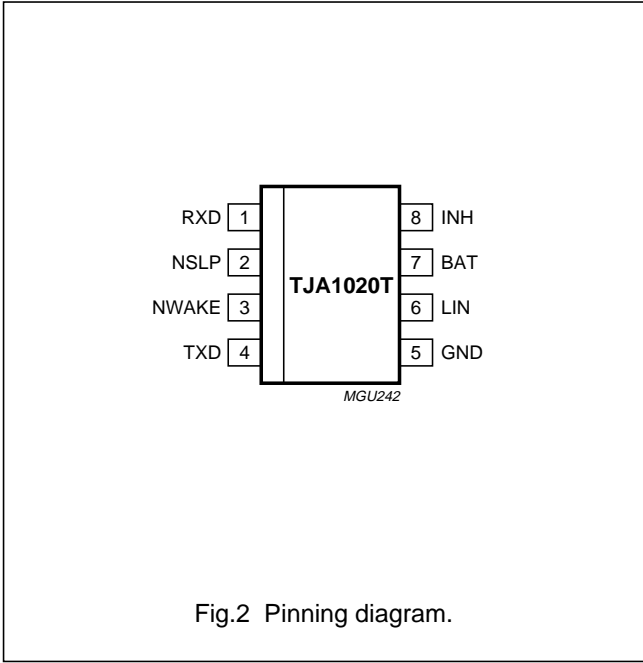 RXD 1 8 INH
NSLP 2 7 BAT
TJA1020T
NWAKE 3 6 LIN
TXD 4 5 GND
MGU242
Fig.2 Pinning diagram.